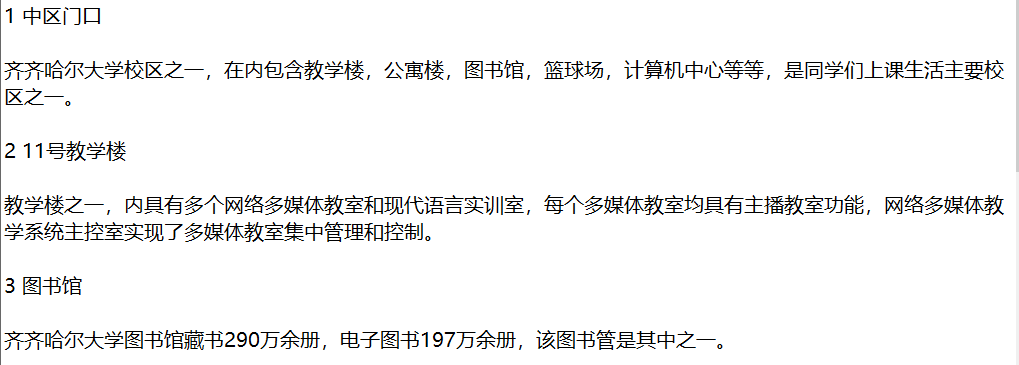 1 中区门口
齐齐哈尔大学校区之一，在内包含教学楼，公寓楼，图书馆，篮球场，计算机中心等等，是同学们上课生活主要校
区之一。
2 11号教学楼
教学楼之一，内具有多个网络多媒体教室和现代语言实训室，每个多媒体教室均具有主播教室功能，网络多媒体教
学系统主控室实现了多媒体教室集中管理和控制。
3 图书馆
齐齐哈尔大学图书馆藏书290万余册，电子图书197万余册，该图书管是其中之一。